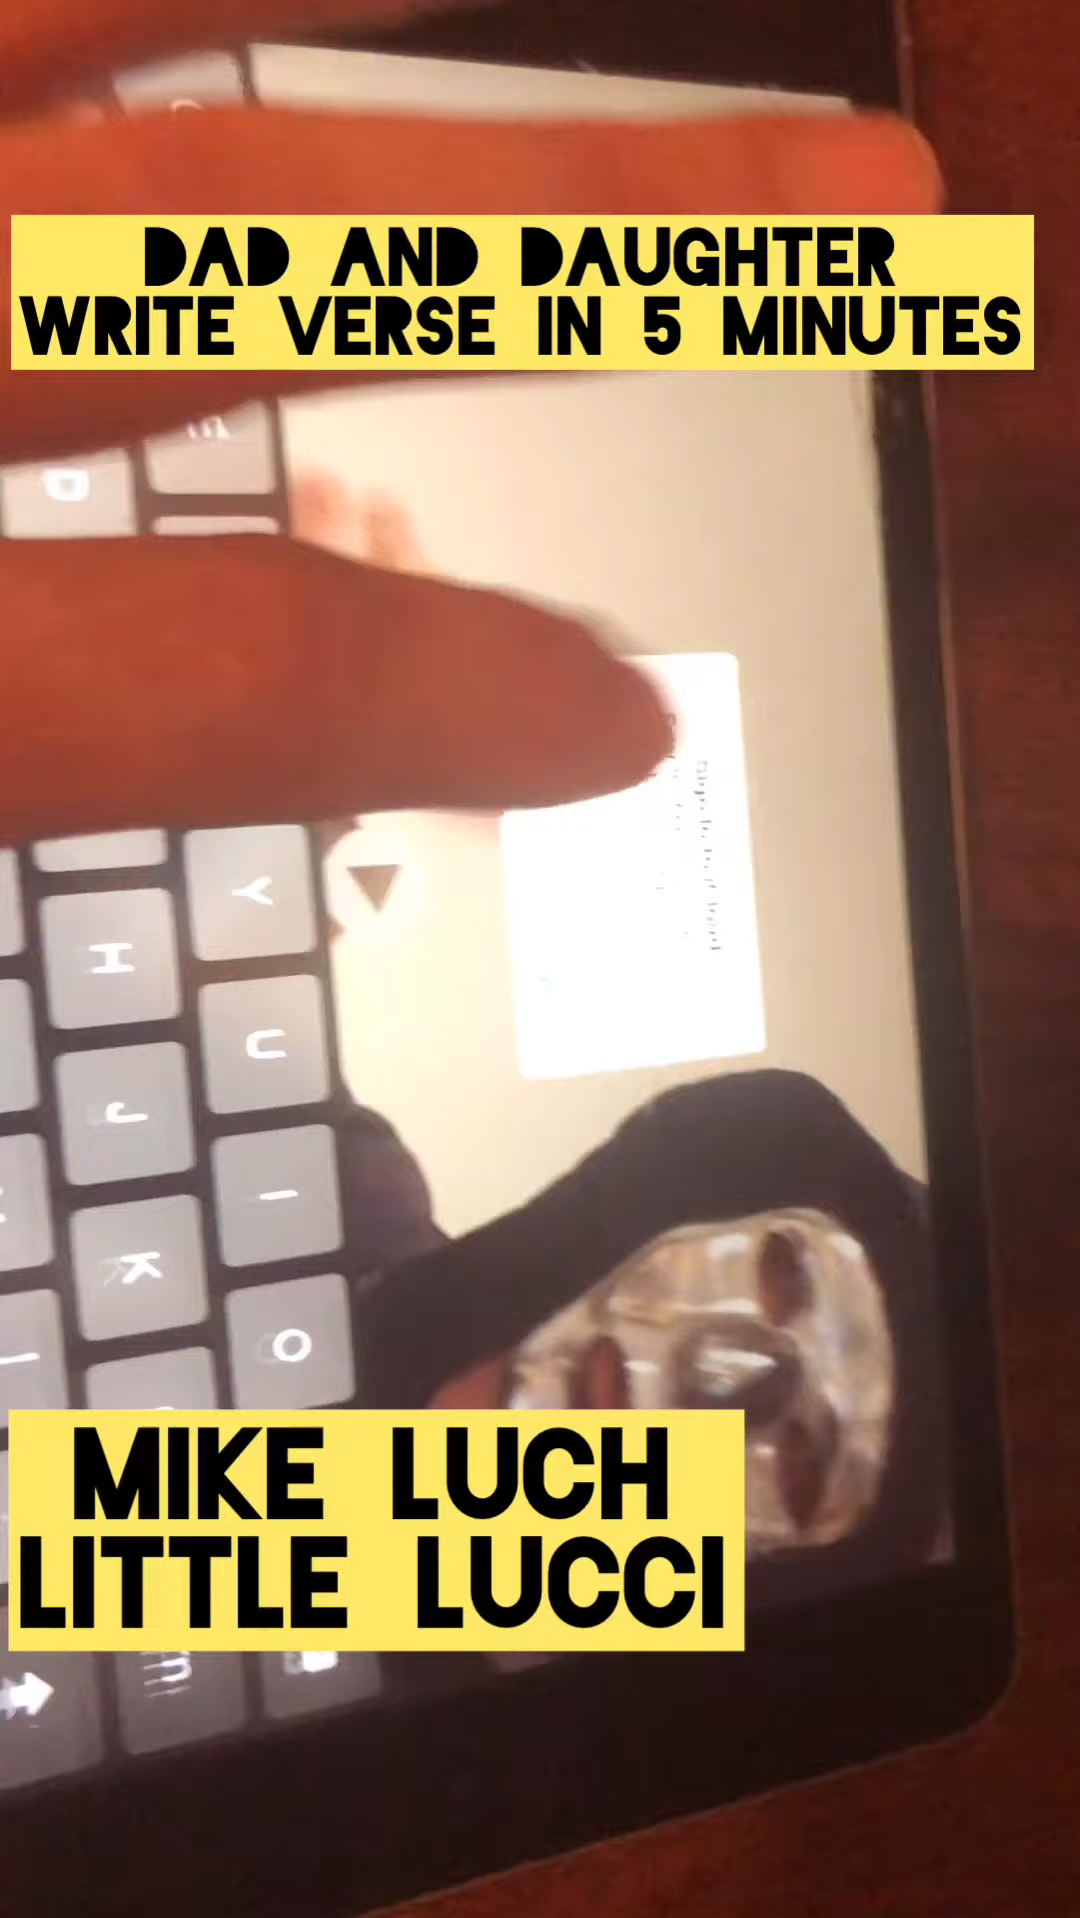 DAD AND DAUGHTER
WRITE VERSE IN 5 MINUTES
D
Y
H
U
J
I
K
O
MIKE LUCH
LITTLE LUCCI